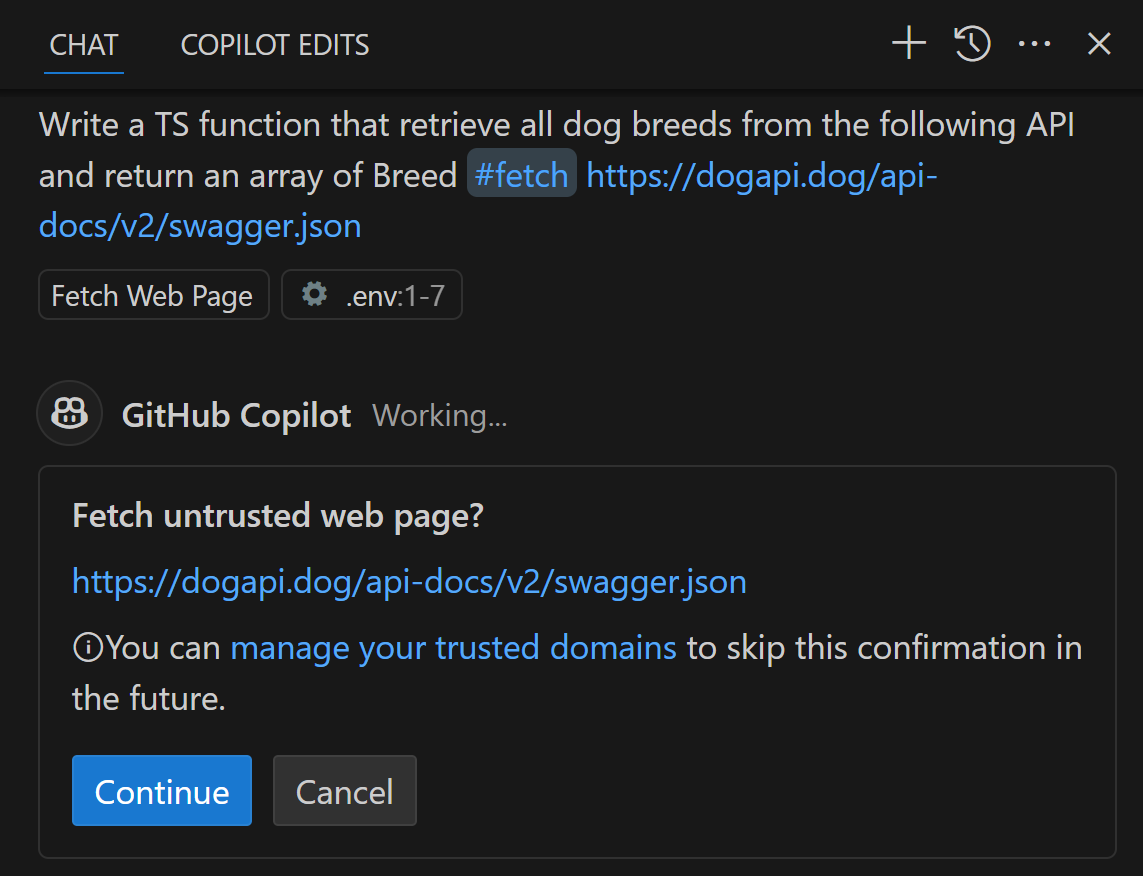 CHAT COPILOT EDITS
Write a TS function that retrieve all dog breeds from the following API
and return an array of Breed #fetch https://dogapi.dog/api-
docs/v2/swagger.json
Fetch Web Page .env:1-7
GitHub Copilot Working...
Fetch untrusted web page?
https://dogapi.dog/api-docs/v2/swagger.json
You can manage your trusted domains to skip this confirmation in
the future.
Continue Cancel